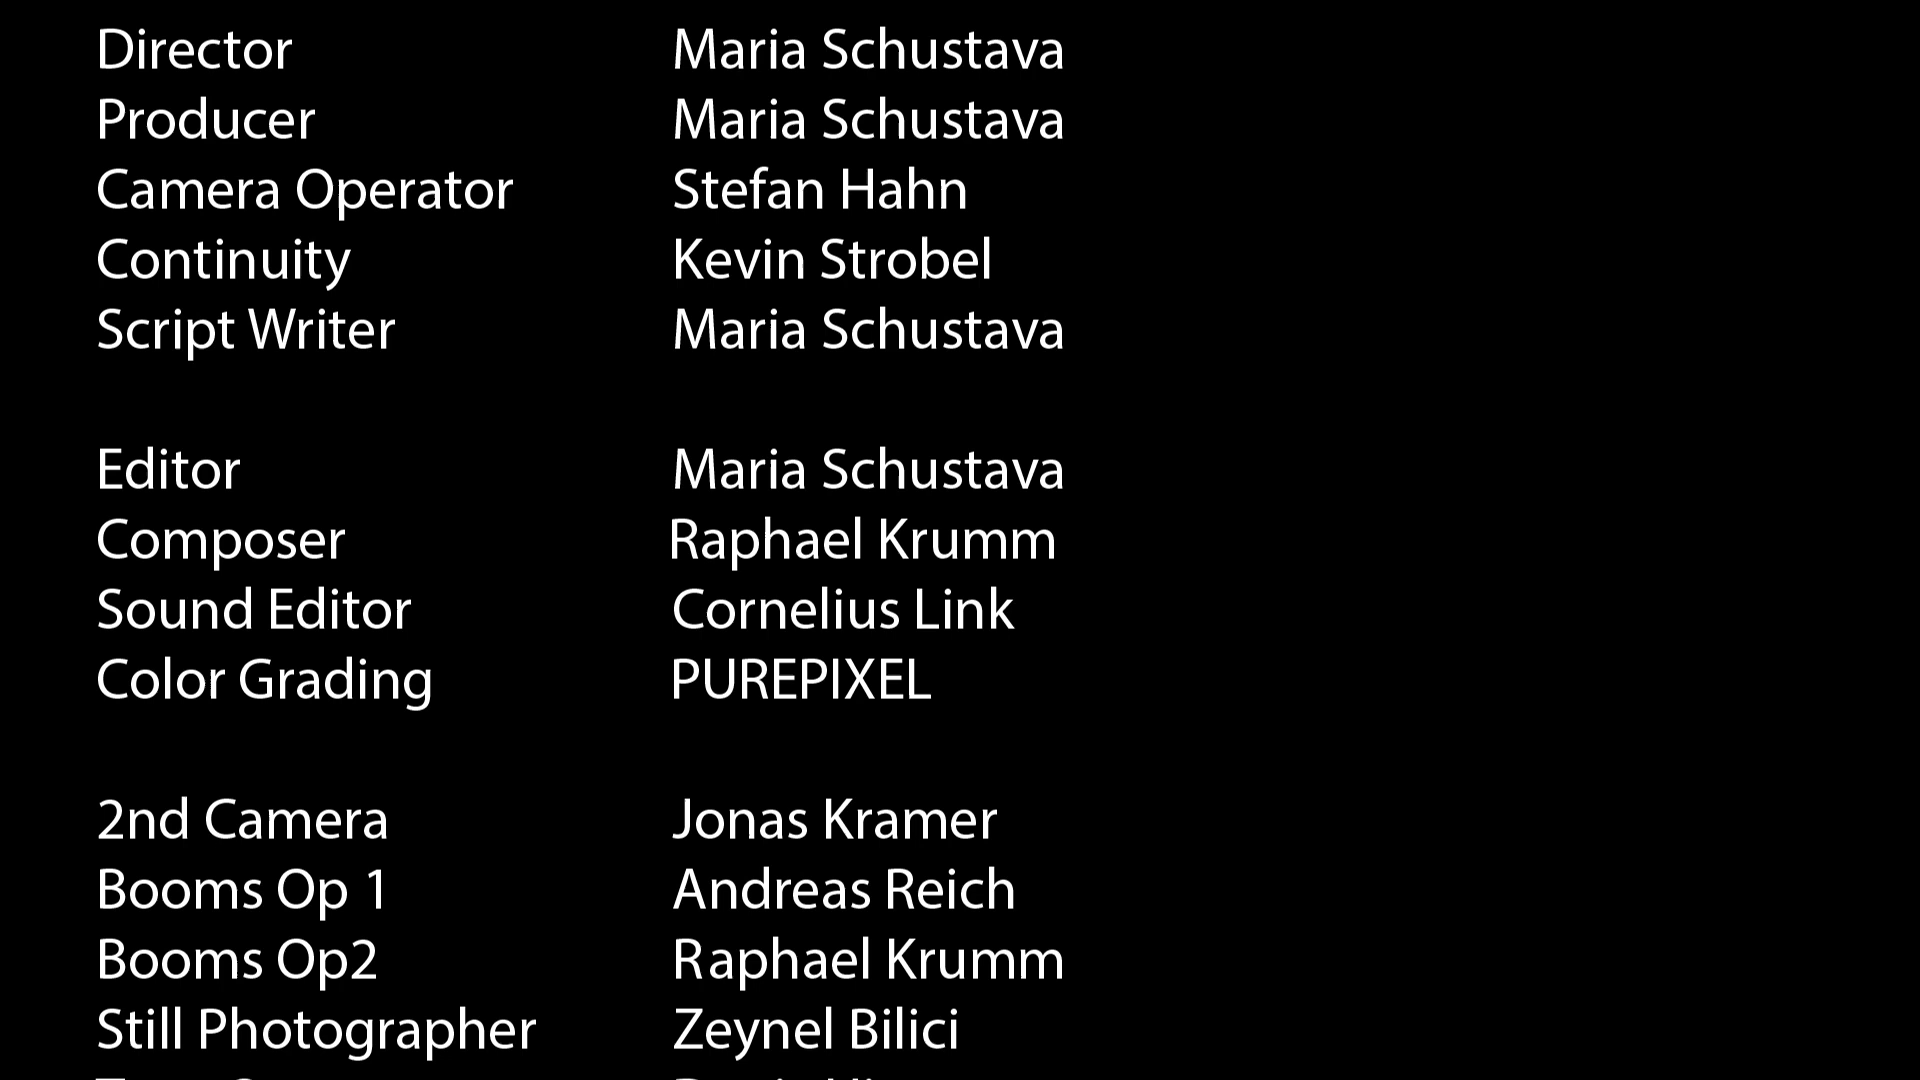 Director Maria Schustava
Producer Maria Schustava
Camera Operator Stefan Hahn
Continuity Kevin Strobel
Script Writer Maria Schustava
Editor Maria Schustava
Composer Raphael Krumm
Sound Editor Cornelius Link
Color Grading PUREPIXEL
2nd Camera Jonas Kramer
Booms Op 1 Andreas Reich
Booms Op2 Raphael Krumm
Still Photographer Zeynel Bilici